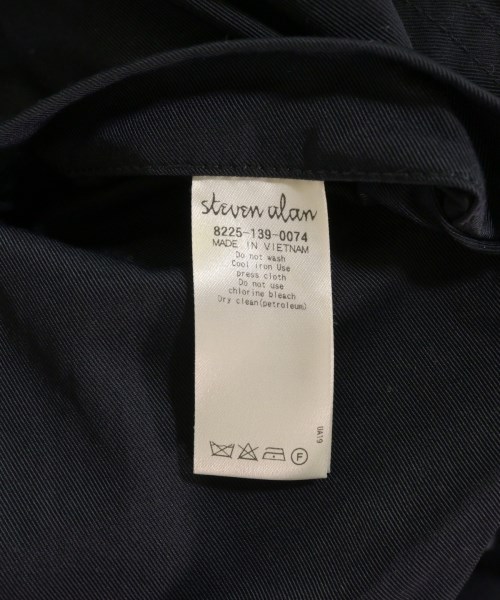 steven alan
8225-139-0074
MADE IN VIETNAM
Do not wash
Cool iron Use
press cloth
Do not use
chlorine bleach
Dry clean(petroleum)
UA19
F